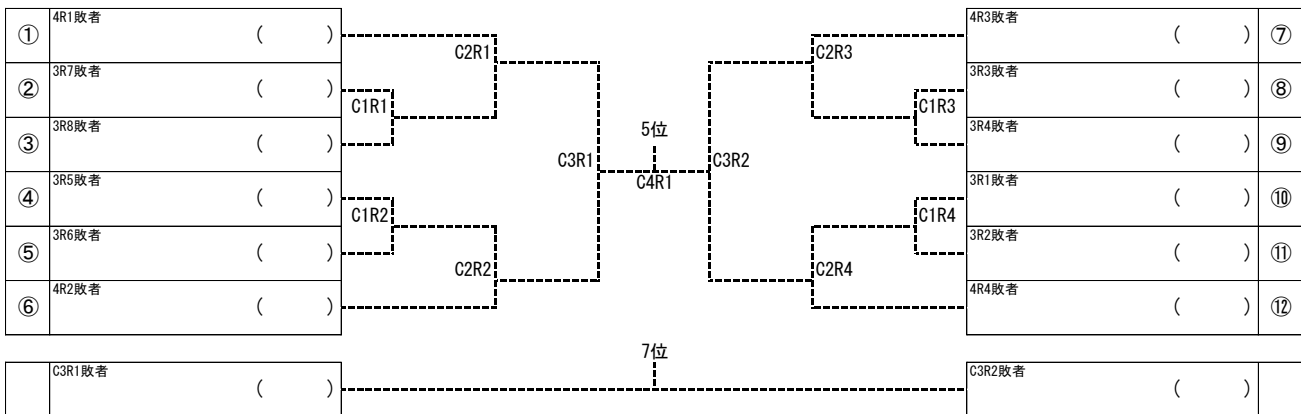 ① 4R1敗者 ( )
② 3R7敗者 ( )
③ 3R8敗者 ( )
④ 3R5敗者 ( )
⑤ 3R6敗者 ( )
⑥ 4R2敗者 ( )
C1R1
C1R2
C2R1
C2R2
C3R1
5位
C4R1
C3R2
C2R3
C2R4
C1R3
C1R4
4R3敗者 ( ) ⑦
3R3敗者 ( ) ⑧
3R4敗者 ( ) ⑨
3R1敗者 ( ) ⑩
3R2敗者 ( ) ⑪
4R4敗者 ( ) ⑫
C3R1敗者 ( )
7位
C3R2敗者 ( )